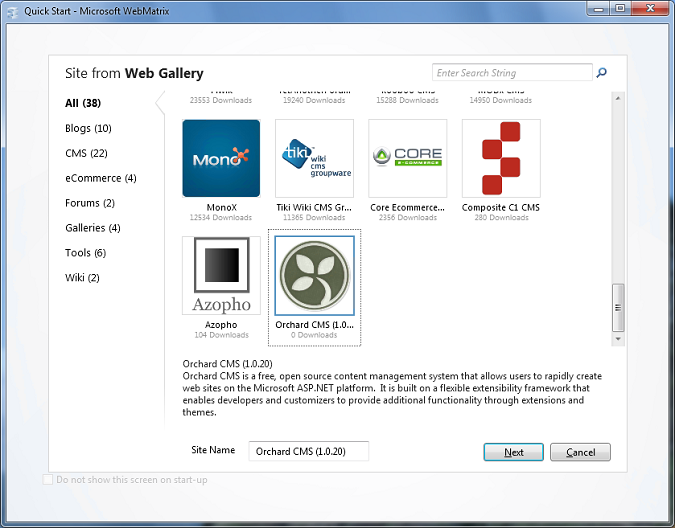 Quick Start - Microsoft WebMatrix
Site from Web Gallery
Enter Search String
All (38)
Blogs (10)
CMS (22)
eCommerce (4)
Forums (2)
Galleries (4)
Tools (6)
Wiki (2)
23553 Downloads 19240 Downloads 15288 Downloads 14950 Downloads
MONO
tiki wiki cms groupware
CORE
E-COMMERCE
MonoX Tiki Wiki CMS Gr... Core Ecommerce... Composite C1 CMS
12534 Downloads 11365 Downloads 2356 Downloads 280 Downloads
Azopho
Azopho Orchard CMS (1.0...
104 Downloads 0 Downloads
Orchard CMS (1.0.20)
Orchard CMS is a free, open source content management system that allows users to rapidly create
web sites on the Microsoft ASP.NET platform. It is built on a flexible extensibility framework that
enables developers and customizers to provide additional functionality through extensions and
themes.
Site Name Orchard CMS (1.0.20) Next Cancel
Do not show this screen on start-up